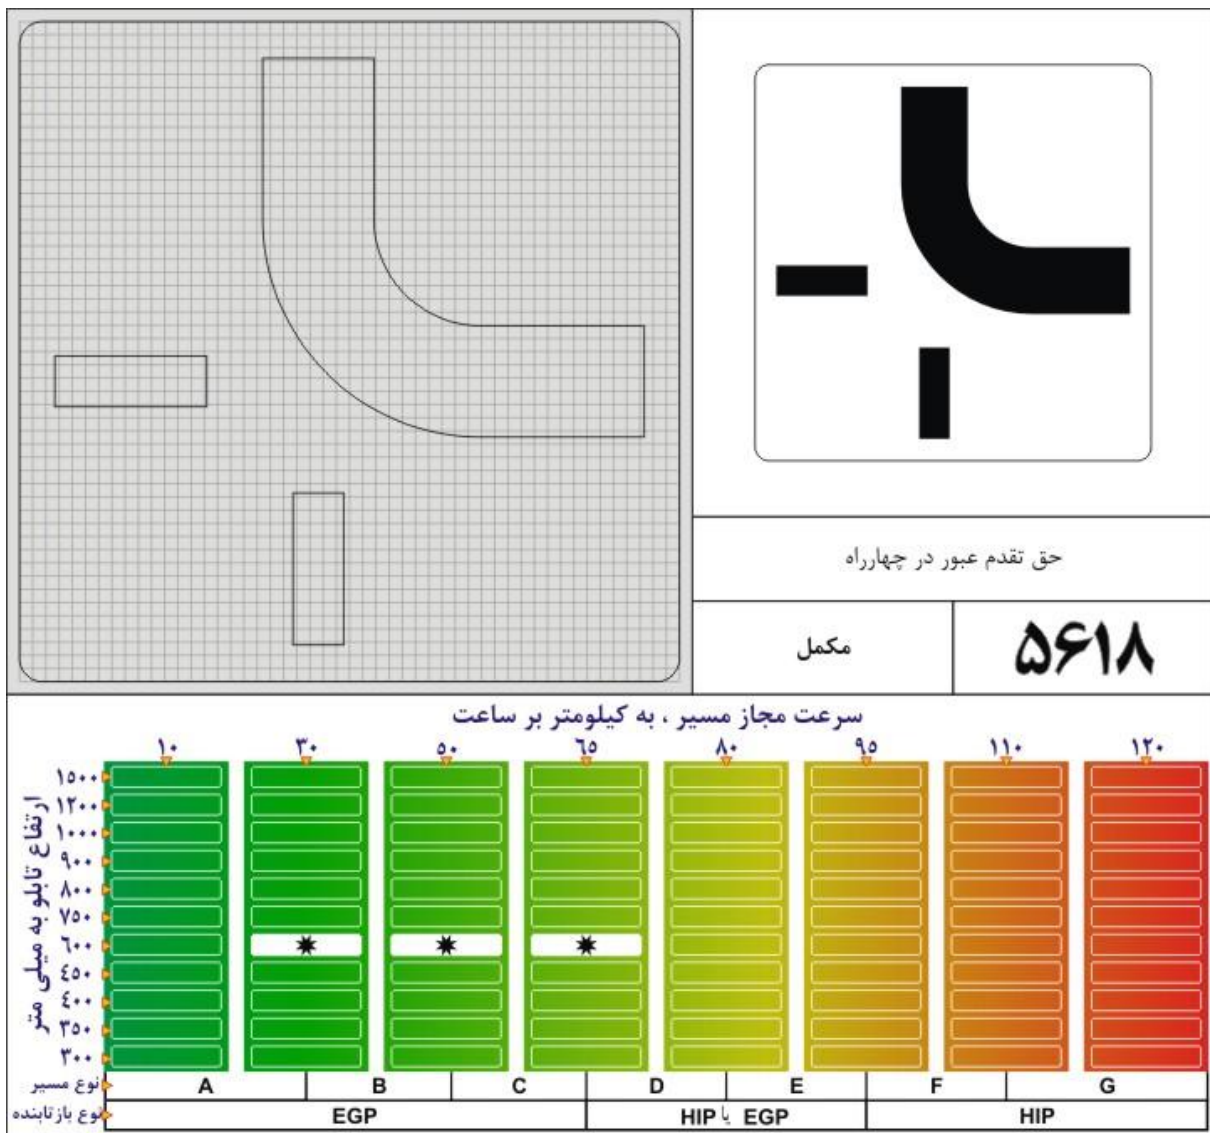 حق تقدم عبور در چهارراه
مکمل
۵۶۱۸
سرعت مجاز مسیر ، به کیلومتر بر ساعت
۱۰ ۳۰ ۵۰ ۶۵ ۸۰ ۹۵ ۱۱۰ ۱۲۰
ارتفاع تابلو به میلی متر
۱۵۰۰
۱۲۰۰
۱۰۰۰
۹۰۰
۸۰۰
۷۵۰
۶۰۰
۴۵۰
۴۰۰
۳۵۰
۳۰۰
نوع مسیر A B C D E F G
نوع بازتابنده EGP HIP یا EGP HIP